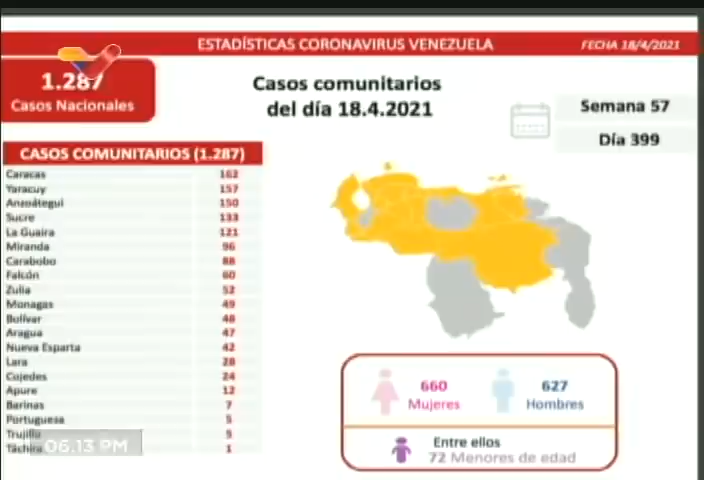 ESTADÍSTICAS CORONAVIRUS VENEZUELA
FECHA 18/4/2021
1.287
Casos Nacionales
Casos comunitarios
del día 18.4.2021
Semana 57
Día 399
CASOS COMUNITARIOS (1.287)
Caracas 162
Yaracuy 157
Anzoátegui 150
Sucre 133
La Guaira 121
Miranda 96
Carabobo 88
Falcón 60
Zulia 52
Monagas 49
Bolívar 48
Aragua 47
Nueva Esparta 42
Lara 28
Cojedes 24
Apure 12
Barinas 7
Portuguesa 5
Trujillo 5
Táchira 1
06.13 PM
660
Mujeres
627
Hombres
Entre ellos
72 Menores de edad